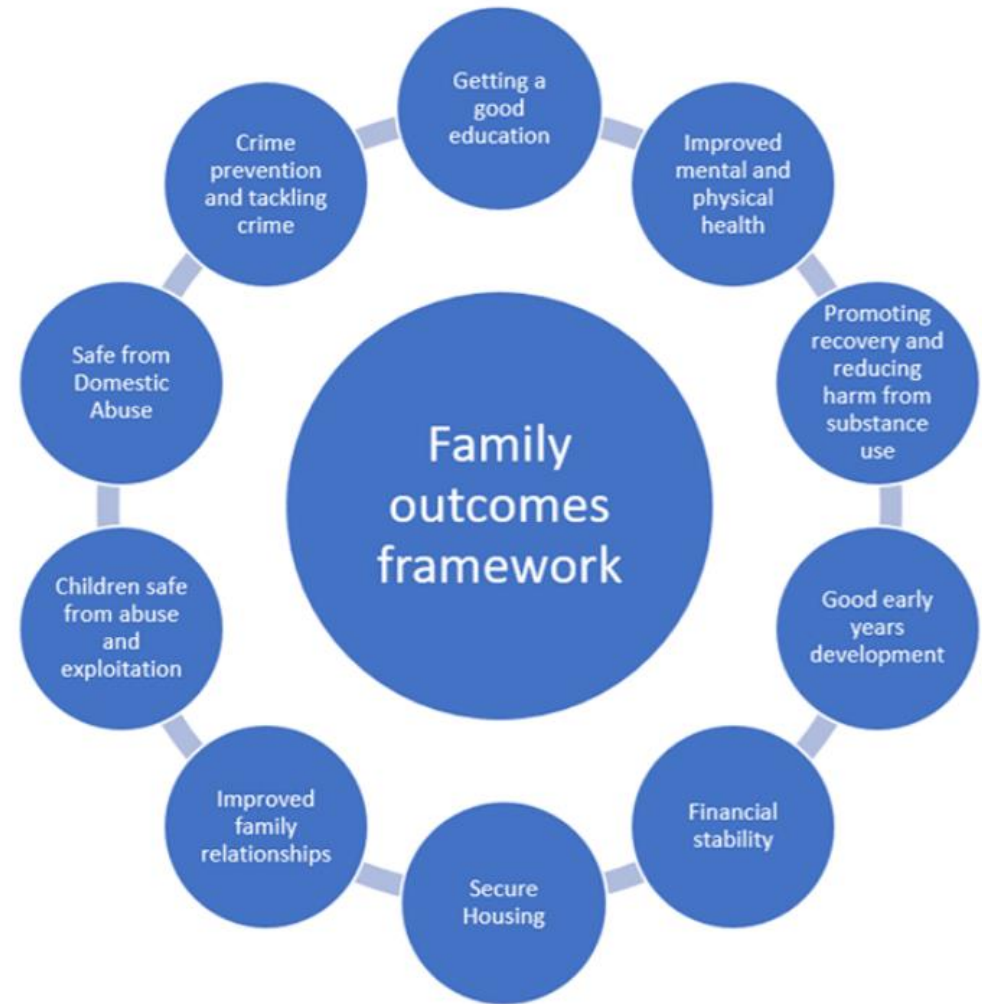 Getting a
good
education
Improved
mental and
physical
health
Promoting
recovery and
reducing
harm from
substance
use
Good early
years
development
Financial
stability
Secure
Housing
Improved
family
relationships
Children safe
from abuse
and
exploitation
Safe from
Domestic
Abuse
Crime
prevention
and tackling
crime
Family
outcomes
framework